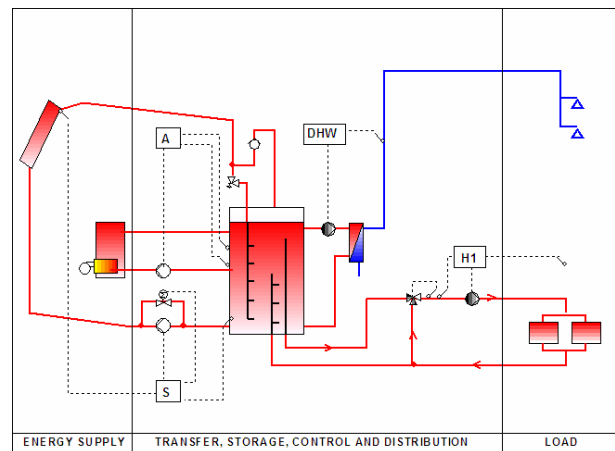 DHW
A
H1
S
ENERGY SUPPLY
TRANSFER, STORAGE, CONTROL AND DISTRIBUTION
LOAD